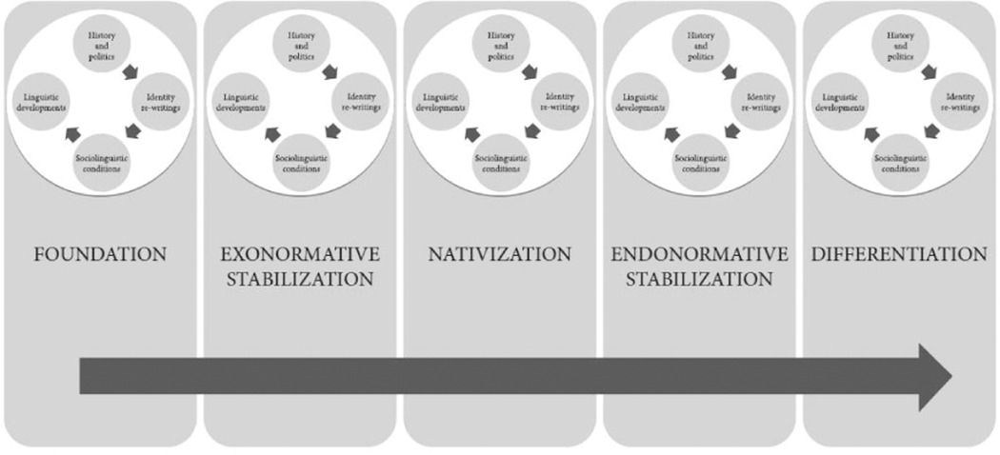 History
and
politics
Linguistic
developments
Identity
re-writings
Sociolinguistic
conditions
FOUNDATION
History
and
politics
Linguistic
developments
Identity
re-writings
Sociolinguistic
conditions
EXONORMATIVE
STABILIZATION
History
and
politics
Linguistic
developments
Identity
re-writings
Sociolinguistic
conditions
NATIVIZATION
History
and
politics
Linguistic
developments
Identity
re-writings
Sociolinguistic
conditions
ENDONORMATIVE
STABILIZATION
History
and
politics
Linguistic
developments
Identity
re-writings
Sociolinguistic
conditions
DIFFERENTIATION